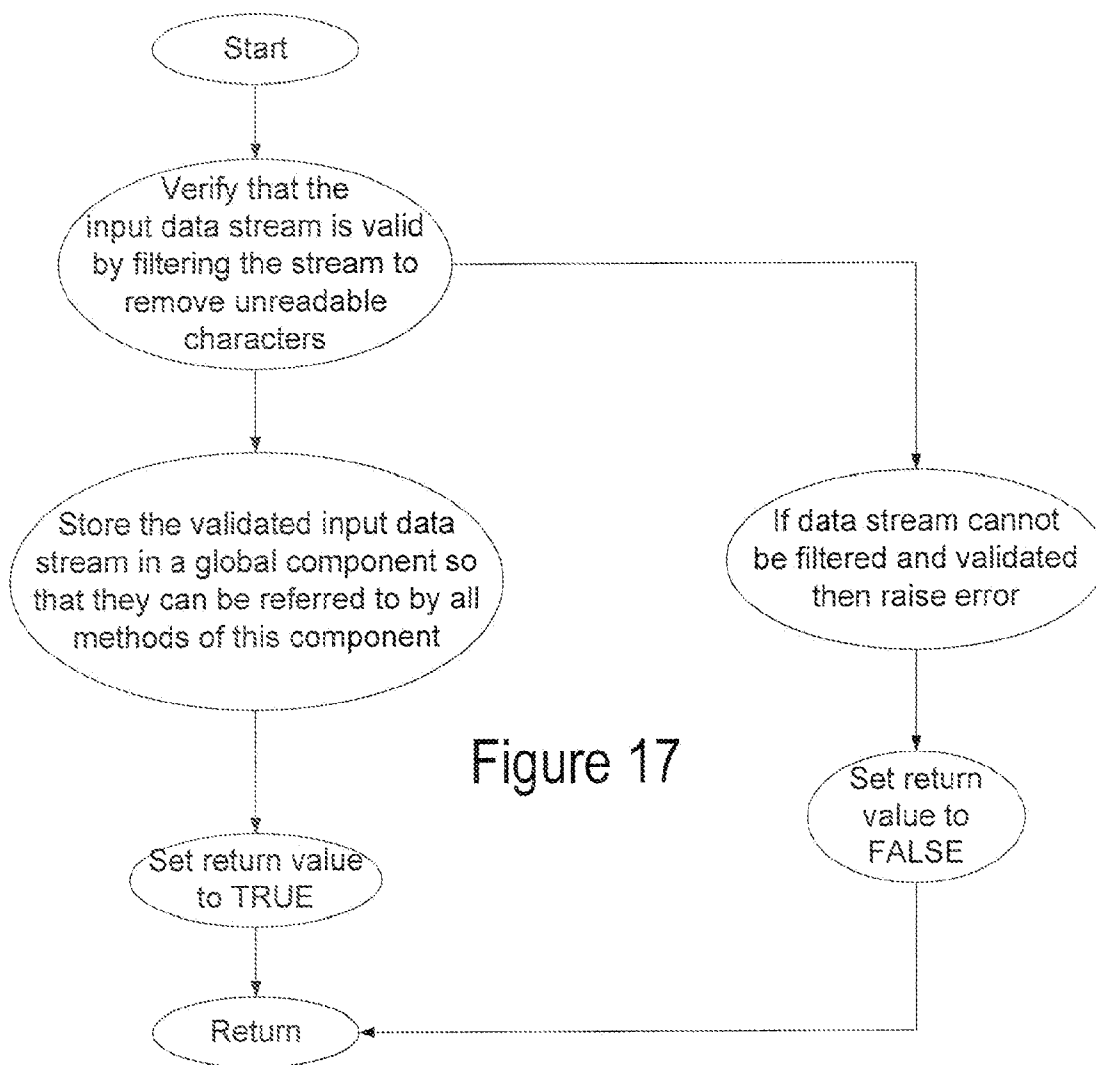 Start
Verify that the
input data stream is valid
by filtering the stream to
remove unreadable
characters
Store the validated input data
stream in a global component so
that they can be referred to by all
methods of this component
If data stream cannot
be filtered and validated
then raise error
Figure 17
Set return
value to
FALSE
Set return value
to TRUE
Return